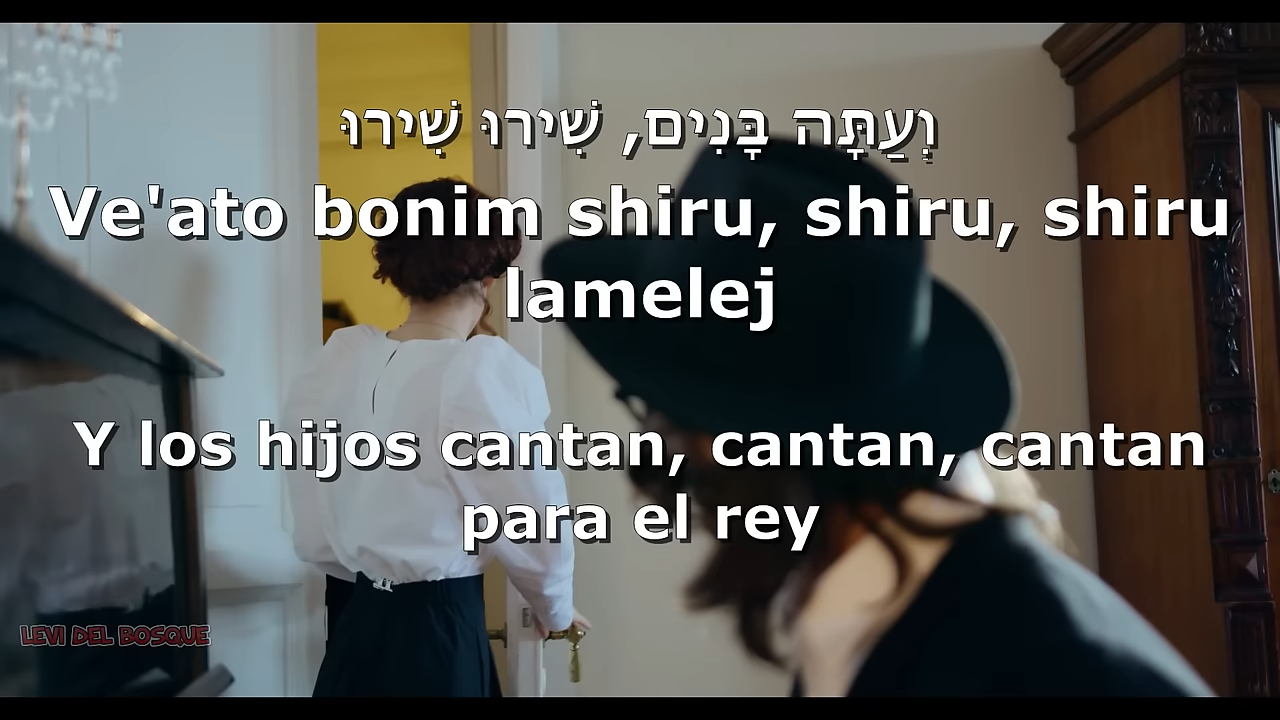 וְעַתָּה בָּנִים, שִׁירוּ שִׁירוּ
Ve'ato bonim shiru, shiru, shiru
lamelej
Y los hijos cantan, cantan, cantan
para el rey
LEVI DEL BOSQUE